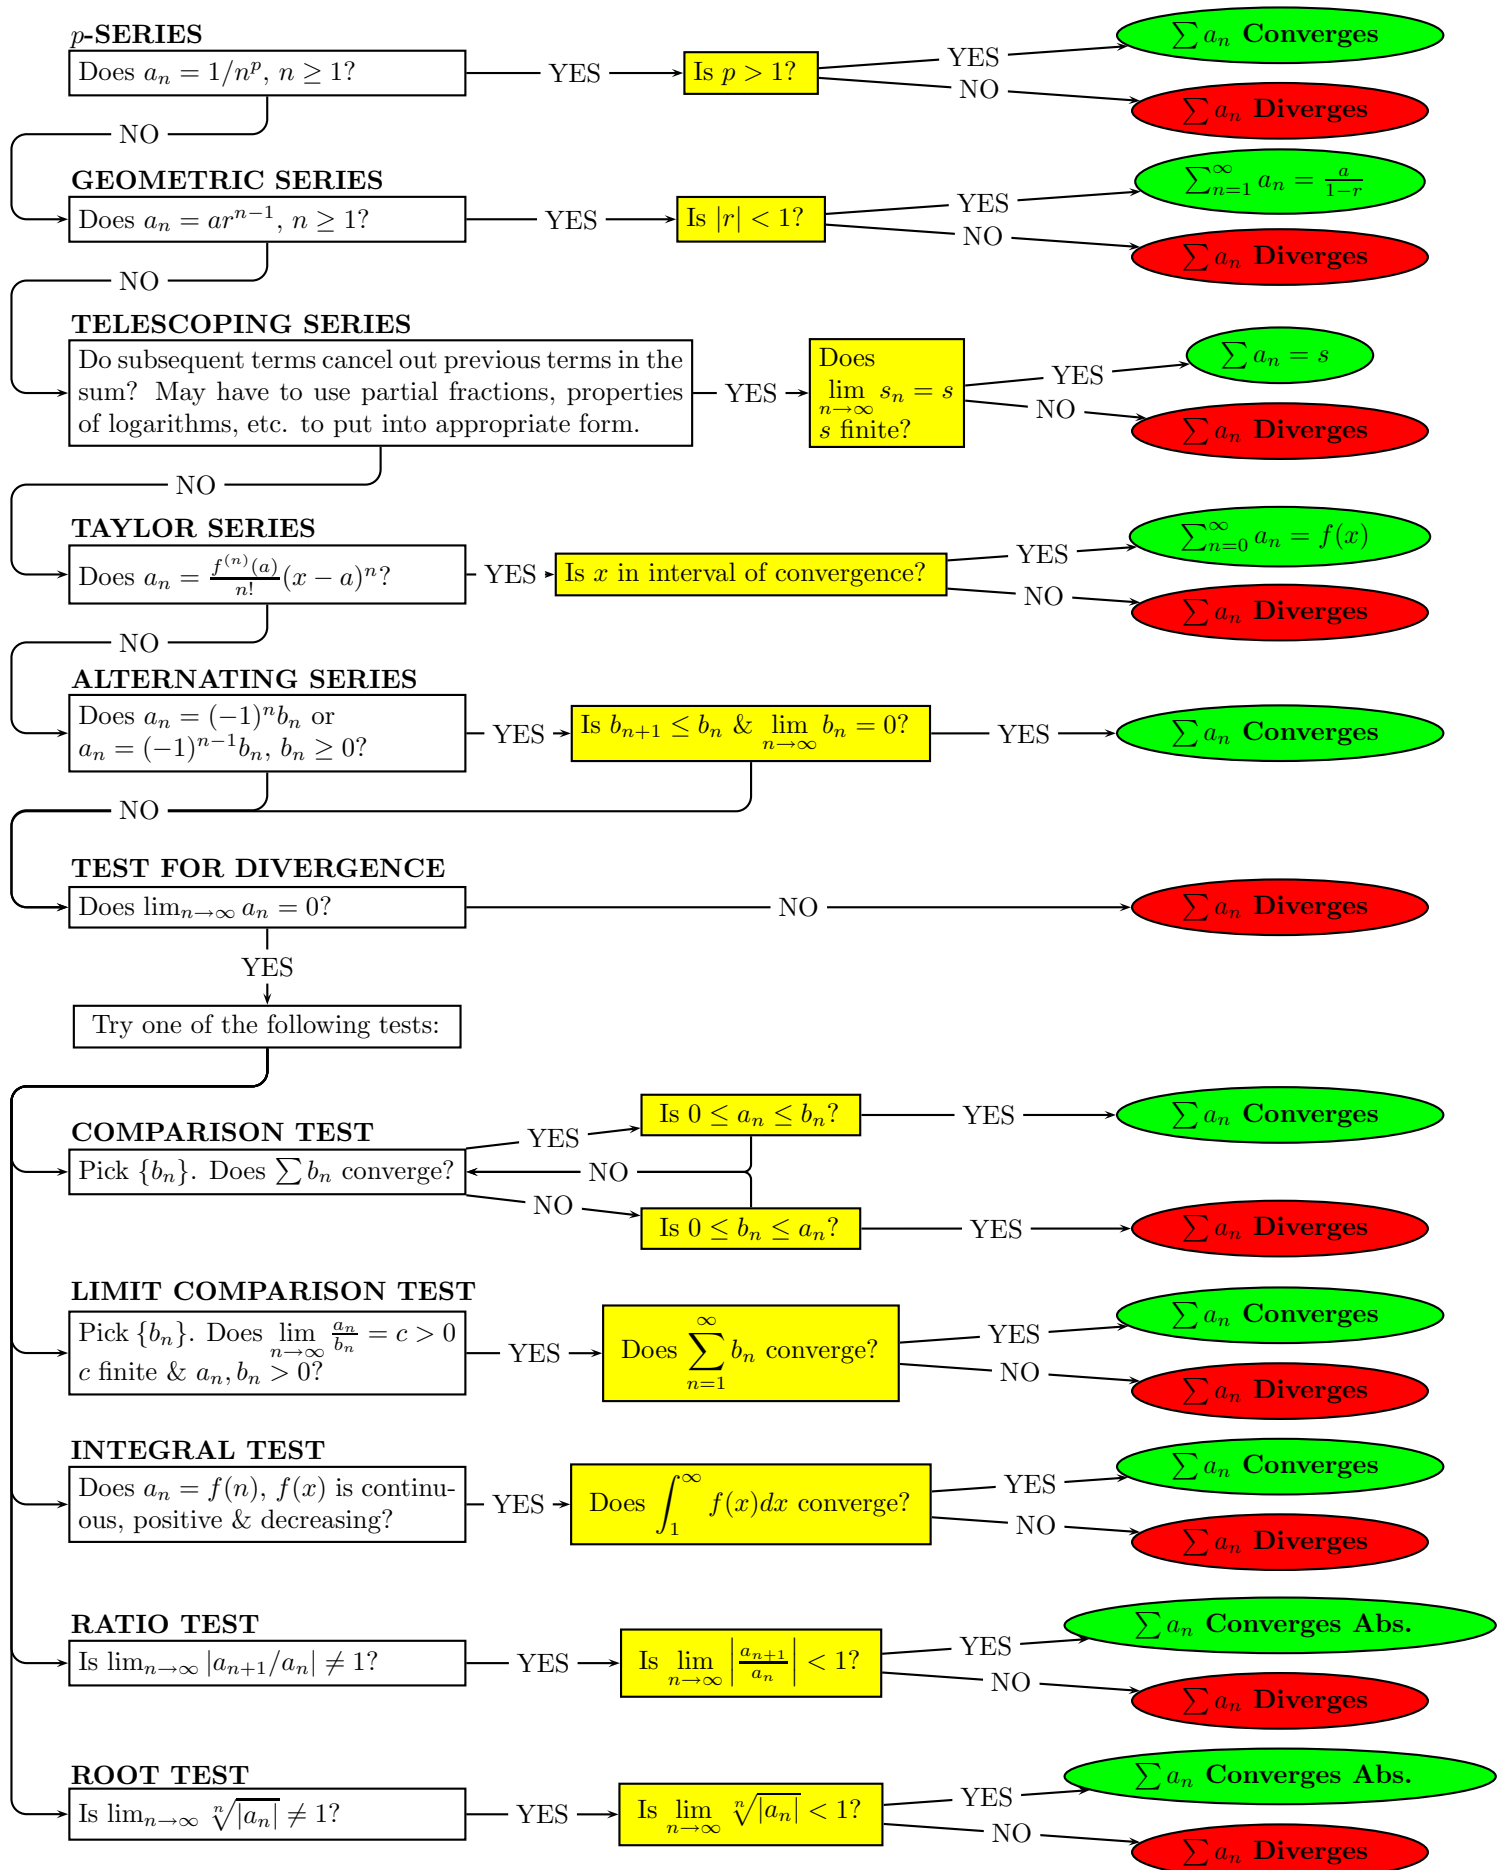 p-SERIES
Does aₙ = 1/nᵖ, n ≥ 1?
YES
Is p > 1?
YES
∑ aₙ Converges
NO
∑ aₙ Diverges
NO
GEOMETRIC SERIES
Does aₙ = arⁿ⁻¹, n ≥ 1?
YES
Is |r| < 1?
YES
∑_{n=1}^{∞} aₙ = a/(1−r)
NO
∑ aₙ Diverges
NO
TELESCOPING SERIES
Do subsequent terms cancel out previous terms in the
sum? May have to use partial fractions, properties
of logarithms, etc. to put into appropriate form.
YES
Does
lim_{n→∞} sₙ = s
s finite?
YES
∑ aₙ = s
NO
∑ aₙ Diverges
NO
TAYLOR SERIES
Does aₙ = f⁽ⁿ⁾(a)/n! (x − a)ⁿ?
YES
Is x in interval of convergence?
YES
∑_{n=0}^{∞} aₙ = f(x)
NO
∑ aₙ Diverges
NO
ALTERNATING SERIES
Does aₙ = (−1)ⁿbₙ or
aₙ = (−1)ⁿ⁻¹bₙ, bₙ ≥ 0?
YES
Is bₙ₊₁ ≤ bₙ & lim_{n→∞} bₙ = 0?
YES
∑ aₙ Converges
NO
TEST FOR DIVERGENCE
Does lim_{n→∞} aₙ = 0?
NO
∑ aₙ Diverges
YES
Try one of the following tests:
COMPARISON TEST
Pick {bₙ}. Does ∑ bₙ converge?
YES
Is 0 ≤ aₙ ≤ bₙ?
YES
∑ aₙ Converges
NO
NO
Is 0 ≤ bₙ ≤ aₙ?
YES
∑ aₙ Diverges
LIMIT COMPARISON TEST
Pick {bₙ}. Does lim_{n→∞} aₙ/bₙ = c > 0
c finite & aₙ, bₙ > 0?
YES
Does ∑_{n=1}^{∞} bₙ converge?
YES
∑ aₙ Converges
NO
∑ aₙ Diverges
INTEGRAL TEST
Does aₙ = f(n), f(x) is continu-
ous, positive & decreasing?
YES
Does ∫₁^∞ f(x)dx converge?
YES
∑ aₙ Converges
NO
∑ aₙ Diverges
RATIO TEST
Is lim_{n→∞} |aₙ₊₁/aₙ| ≠ 1?
YES
Is lim_{n→∞} |aₙ₊₁/aₙ| < 1?
YES
∑ aₙ Converges Abs.
NO
∑ aₙ Diverges
ROOT TEST
Is lim_{n→∞} ⁿ√|aₙ| ≠ 1?
YES
Is lim_{n→∞} ⁿ√|aₙ| < 1?
YES
∑ aₙ Converges Abs.
NO
∑ aₙ Diverges